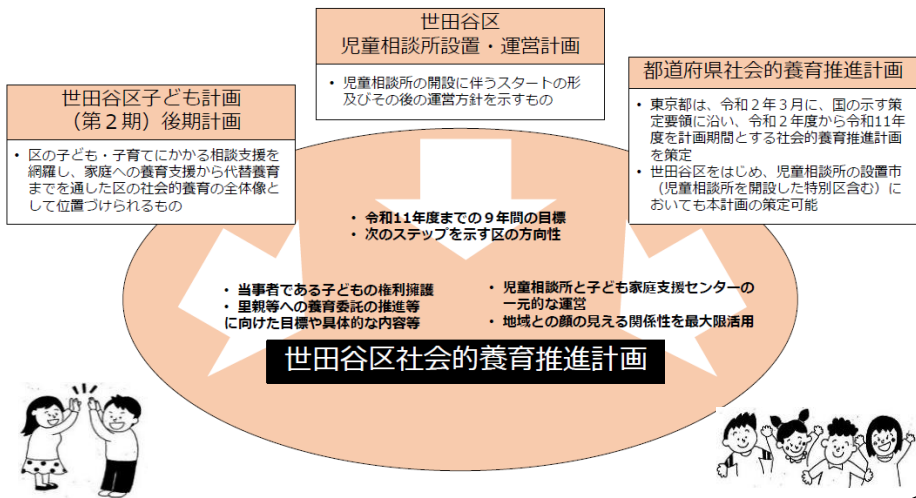 世田谷区
児童相談所設置・運営計画
• 児童相談所の開設に伴うスタートの形
及びその後の運営方針を示すもの
世田谷区子ども計画
（第２期）後期計画
• 区の子ども・子育てにかかる相談支援を
網羅し、家庭への養育支援から代替養育
までを通した区の社会的養育の全体像と
して位置づけられるもの
都道府県社会的養育推進計画
• 東京都は、令和２年３月に、国の示す策
定要領に沿い、令和２年度から令和11年
度を計画期間とする社会的養育推進計画
を策定
• 世田谷区をはじめ、児童相談所の設置市
（児童相談所を開設した特別区含む）に
おいても本計画の策定可能
• 令和11年度までの９年間の目標
• 次のステップを示す区の方向性
• 当事者である子どもの権利擁護
• 里親等への養育委託の推進等
に向けた目標や具体的な内容等
• 児童相談所と子ども家庭支援センターの
一元的な運営
• 地域との顔の見える関係性を最大限活用
世田谷区社会的養育推進計画